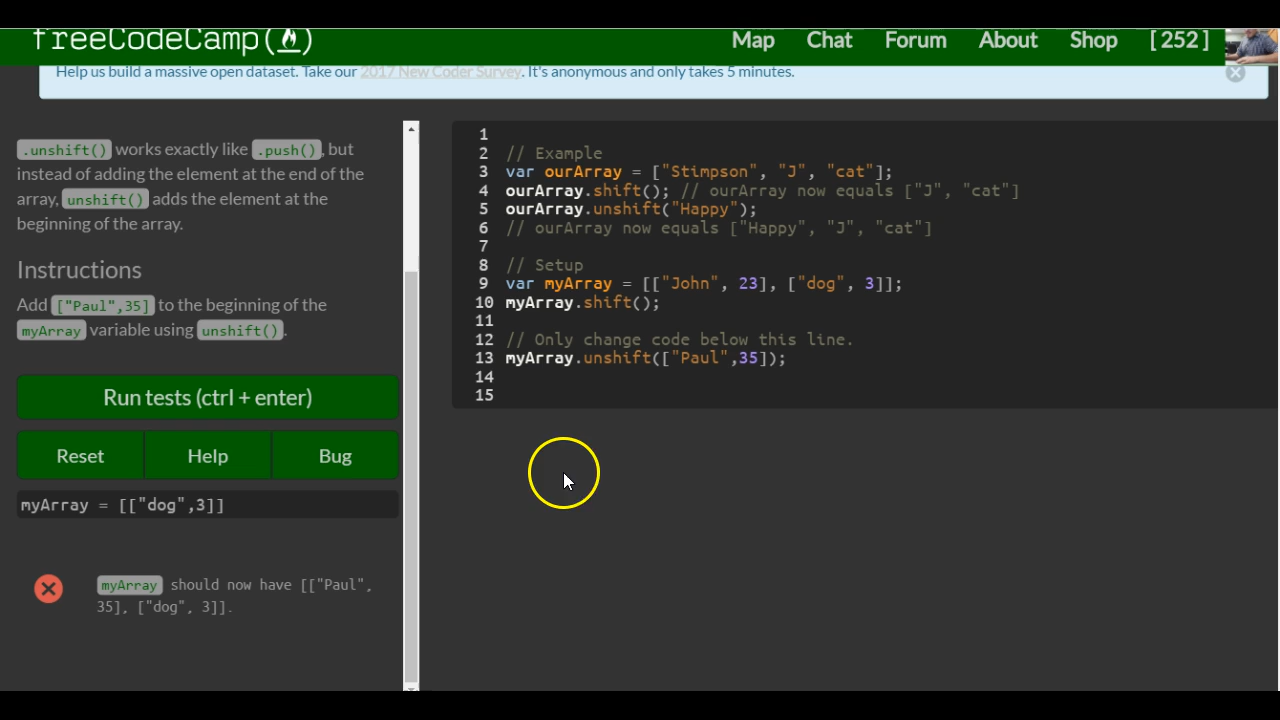 freeCodeCamp(🔥)
Map Chat Forum About Shop [ 252 ]
Help us build a massive open dataset. Take our 2017 New Coder Survey. It's anonymous and only takes 5 minutes.
.unshift() works exactly like .push(), but
instead of adding the element at the end of the
array, unshift() adds the element at the
beginning of the array.
Instructions
Add ["Paul",35] to the beginning of the
myArray variable using unshift().
Run tests (ctrl + enter)
Reset Help Bug
myArray = [["dog",3]]
myArray should now have [["Paul",
35], ["dog", 3]].
1
2 // Example
3 var ourArray = ["Stimpson", "J", "cat"];
4 ourArray.shift(); // ourArray now equals ["J", "cat"]
5 ourArray.unshift("Happy");
6 // ourArray now equals ["Happy", "J", "cat"]
7
8 // Setup
9 var myArray = [["John", 23], ["dog", 3]];
10 myArray.shift();
11
12 // Only change code below this line.
13 myArray.unshift(["Paul",35]);
14
15